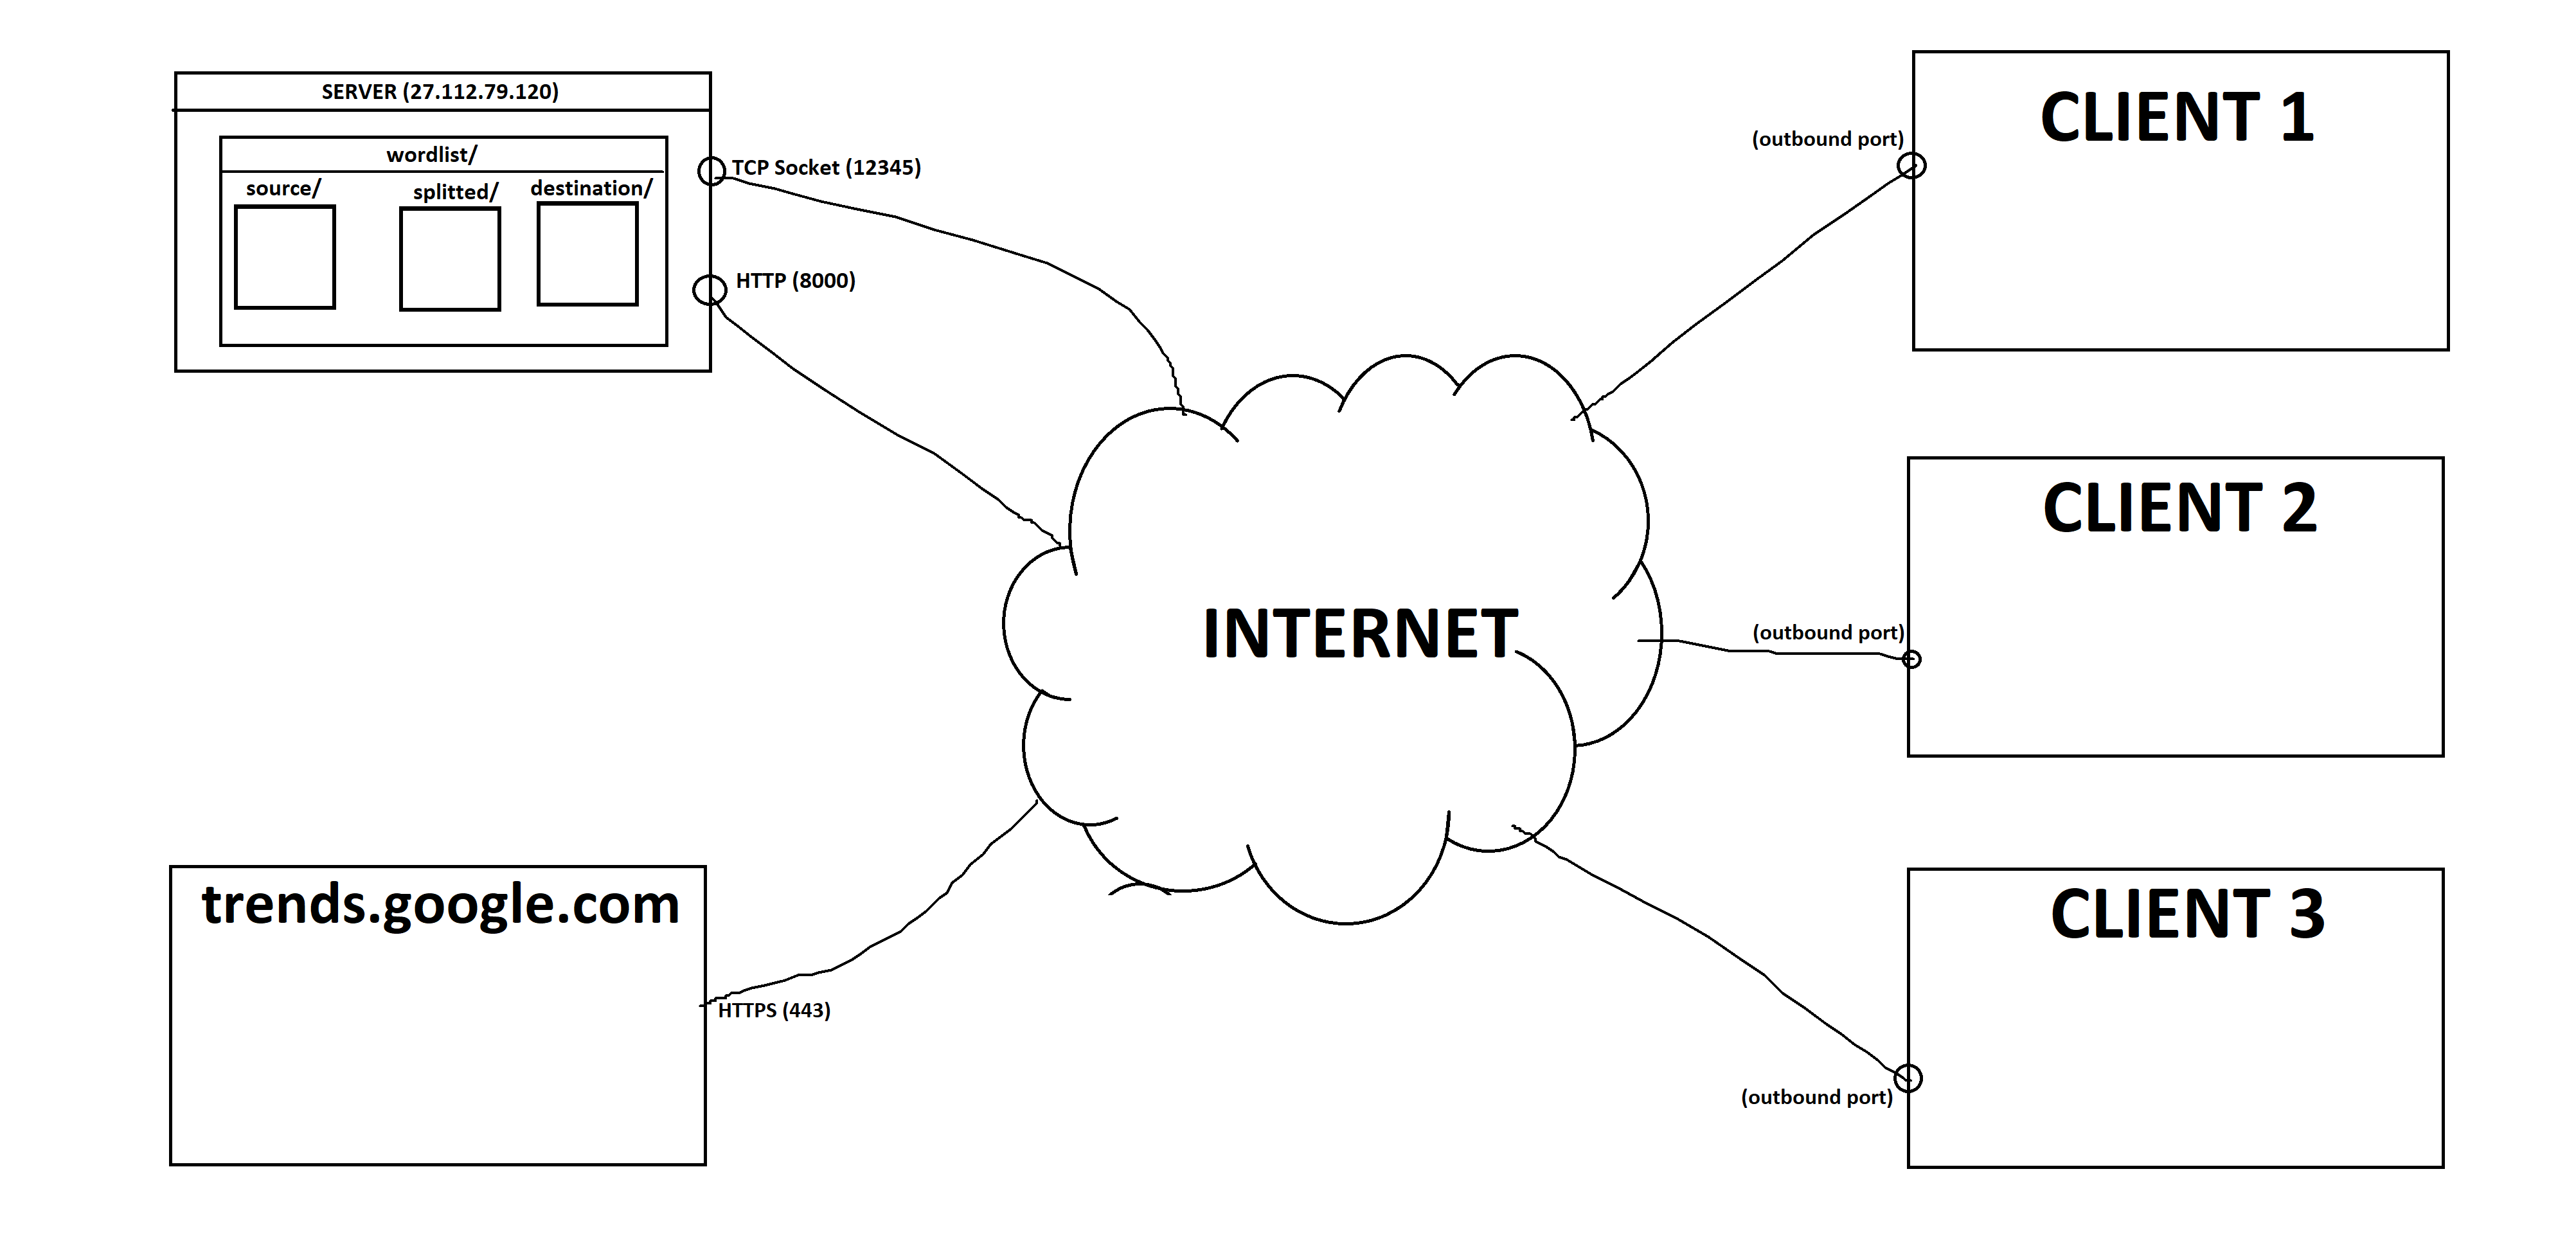 SERVER (27.112.79.120)
wordlist/
source/
splitted/
destination/
TCP Socket (12345)
HTTP (8000)
(outbound port)
CLIENT 1
INTERNET
(outbound port)
CLIENT 2
trends.google.com
HTTPS (443)
CLIENT 3
(outbound port)